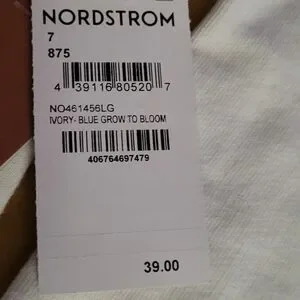 NORDSTROM
7
875
4 39116 80520 7
NO461456LG
IVORY- BLUE GROW TO BLOOM
406764697479
39.00